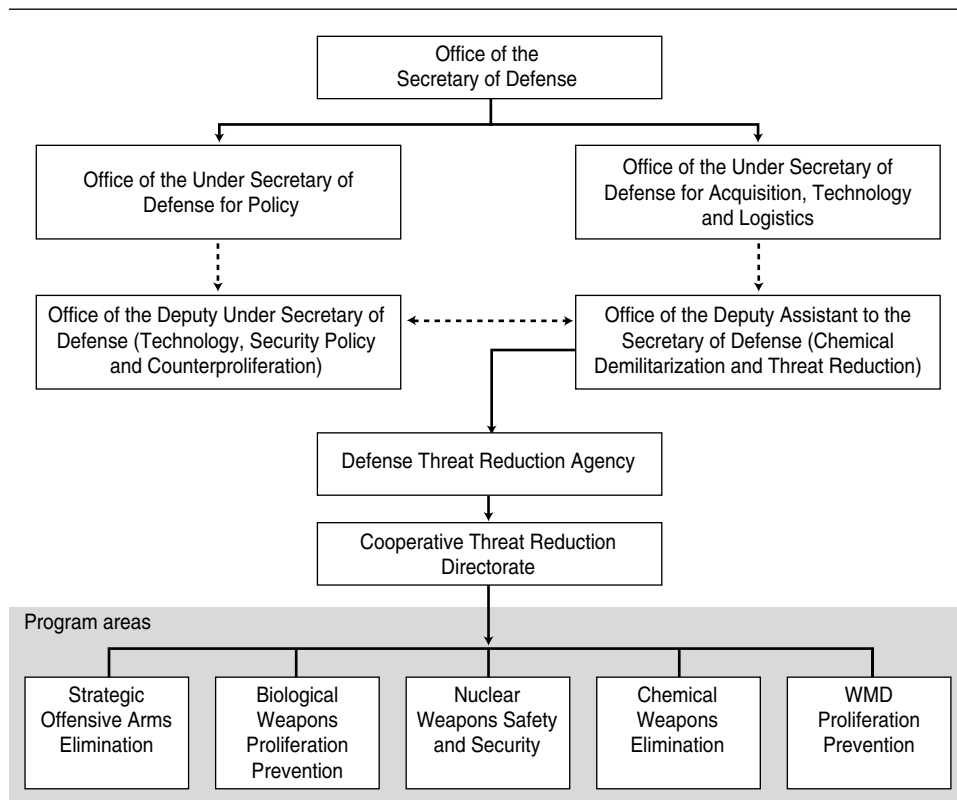 Office of the
Secretary of Defense
Office of the Under Secretary of
Defense for Policy
Office of the Under Secretary of
Defense for Acquisition, Technology
and Logistics
Office of the Deputy Under Secretary of
Defense (Technology, Security Policy
and Counterproliferation)
Office of the Deputy Assistant to the
Secretary of Defense (Chemical
Demilitarization and Threat Reduction)
Defense Threat Reduction Agency
Cooperative Threat Reduction
Directorate
Program areas
Strategic
Offensive Arms
Elimination
Biological
Weapons
Proliferation
Prevention
Nuclear
Weapons Safety
and Security
Chemical
Weapons
Elimination
WMD
Proliferation
Prevention